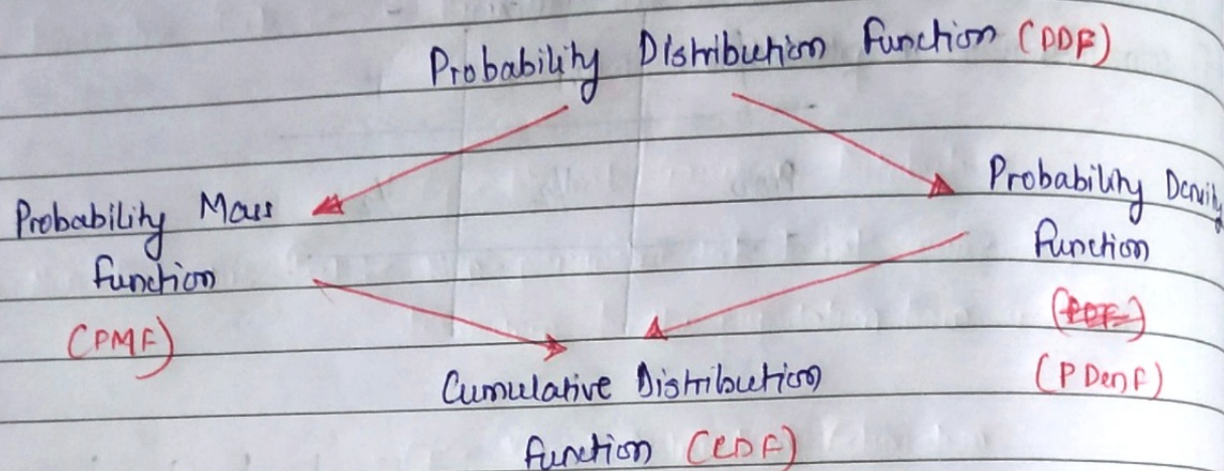 Probability Distribution Function (PDF)
Probability Mass
Function
(PMF)
Probability Density
Function
(PDF)
(PDenF)
Cumulative Distribution
Function (CDF)